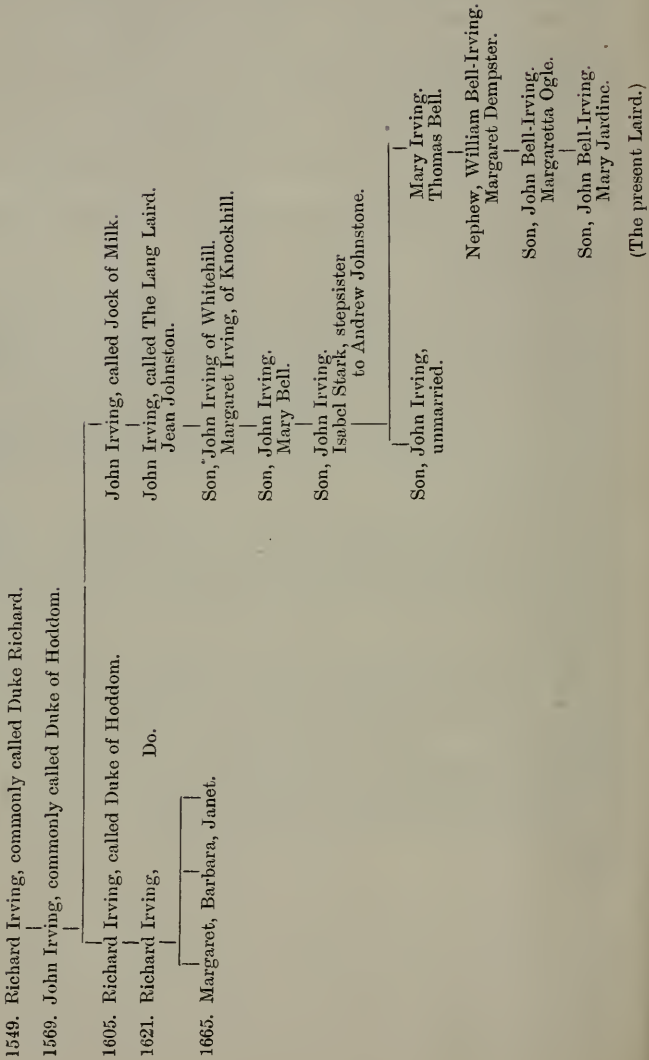 1549. Richard Irving, commonly called Duke Richard.
1569. John Irving, commonly called Duke of Hoddom.
1605. Richard Irving, called Duke of Hoddom.
1621. Richard Irving, Do.
1665. Margaret, Barbara, Janet.
John Irving, called Jock of Milk.
John Irving, called The Lang Laird.
Jean Johnston.
Son, John Irving of Whitehill.
Margaret Irving, of Knockhill.
Son, John Irving.
Mary Bell.
Son, John Irving.
Isabel Stark, stepsister
to Andrew Johnstone.
Son, John Irving,
unmarried.
Mary Irving.
Thomas Bell.
Nephew, William Bell-Irving.
Margaret Dempster.
Son, John Bell-Irving.
Margaretta Ogle.
Son, John Bell-Irving.
Mary Jardine.
(The present Laird.)